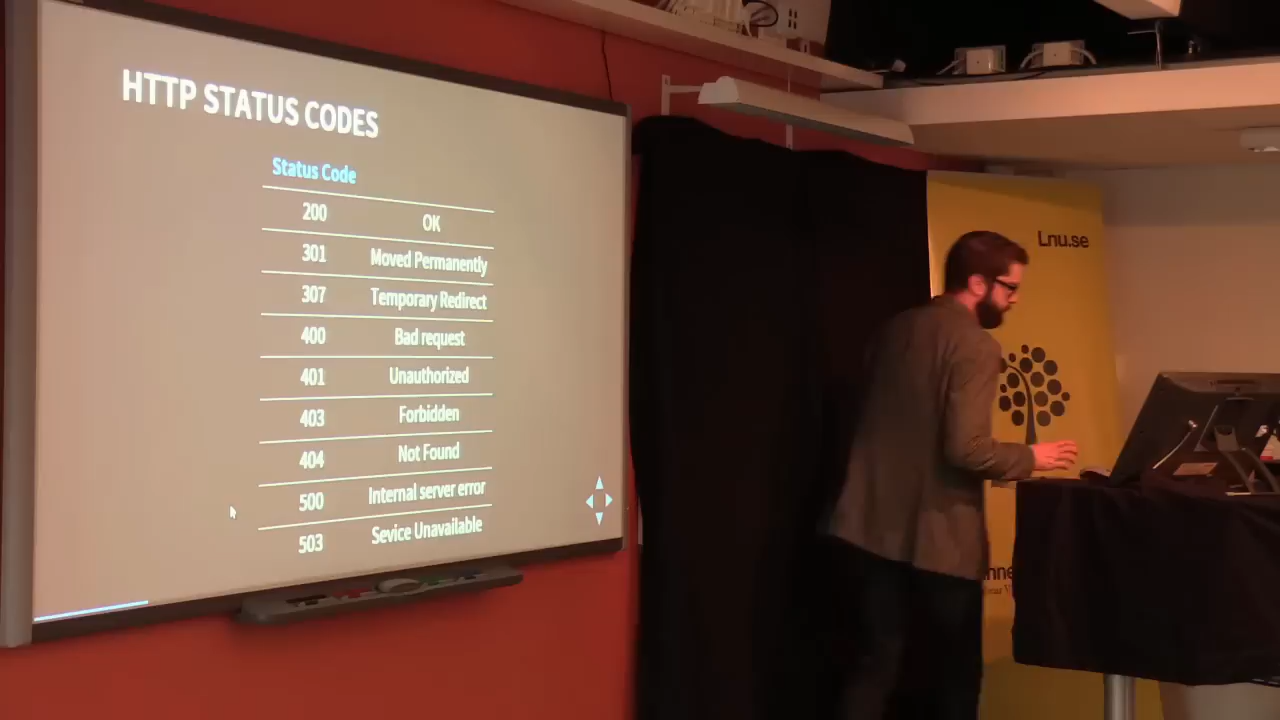 HTTP STATUS CODES
Status Code
200 OK
301 Moved Permanently
307 Temporary Redirect
400 Bad request
401 Unauthorized
403 Forbidden
404 Not Found
500 Internal server error
503 Sevice Unavailable
Lnu.se